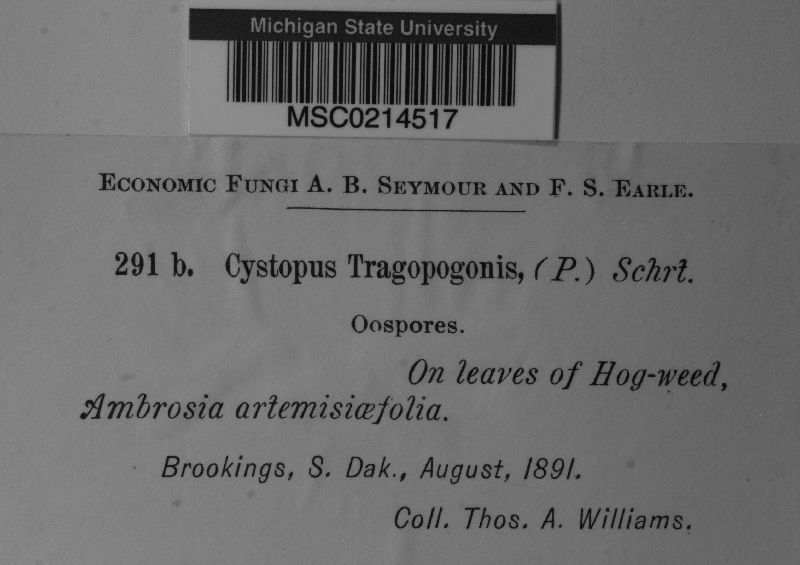 Michigan State University
MSC0214517
Economic Fungi A. B. Seymour and F. S. Earle.
291 b. Cystopus Tragopogonis, (P.) Schrt.
Oospores.
On leaves of Hog-weed,
Ambrosia artemisiæfolia.
Brookings, S. Dak., August, 1891.
Coll. Thos. A. Williams.